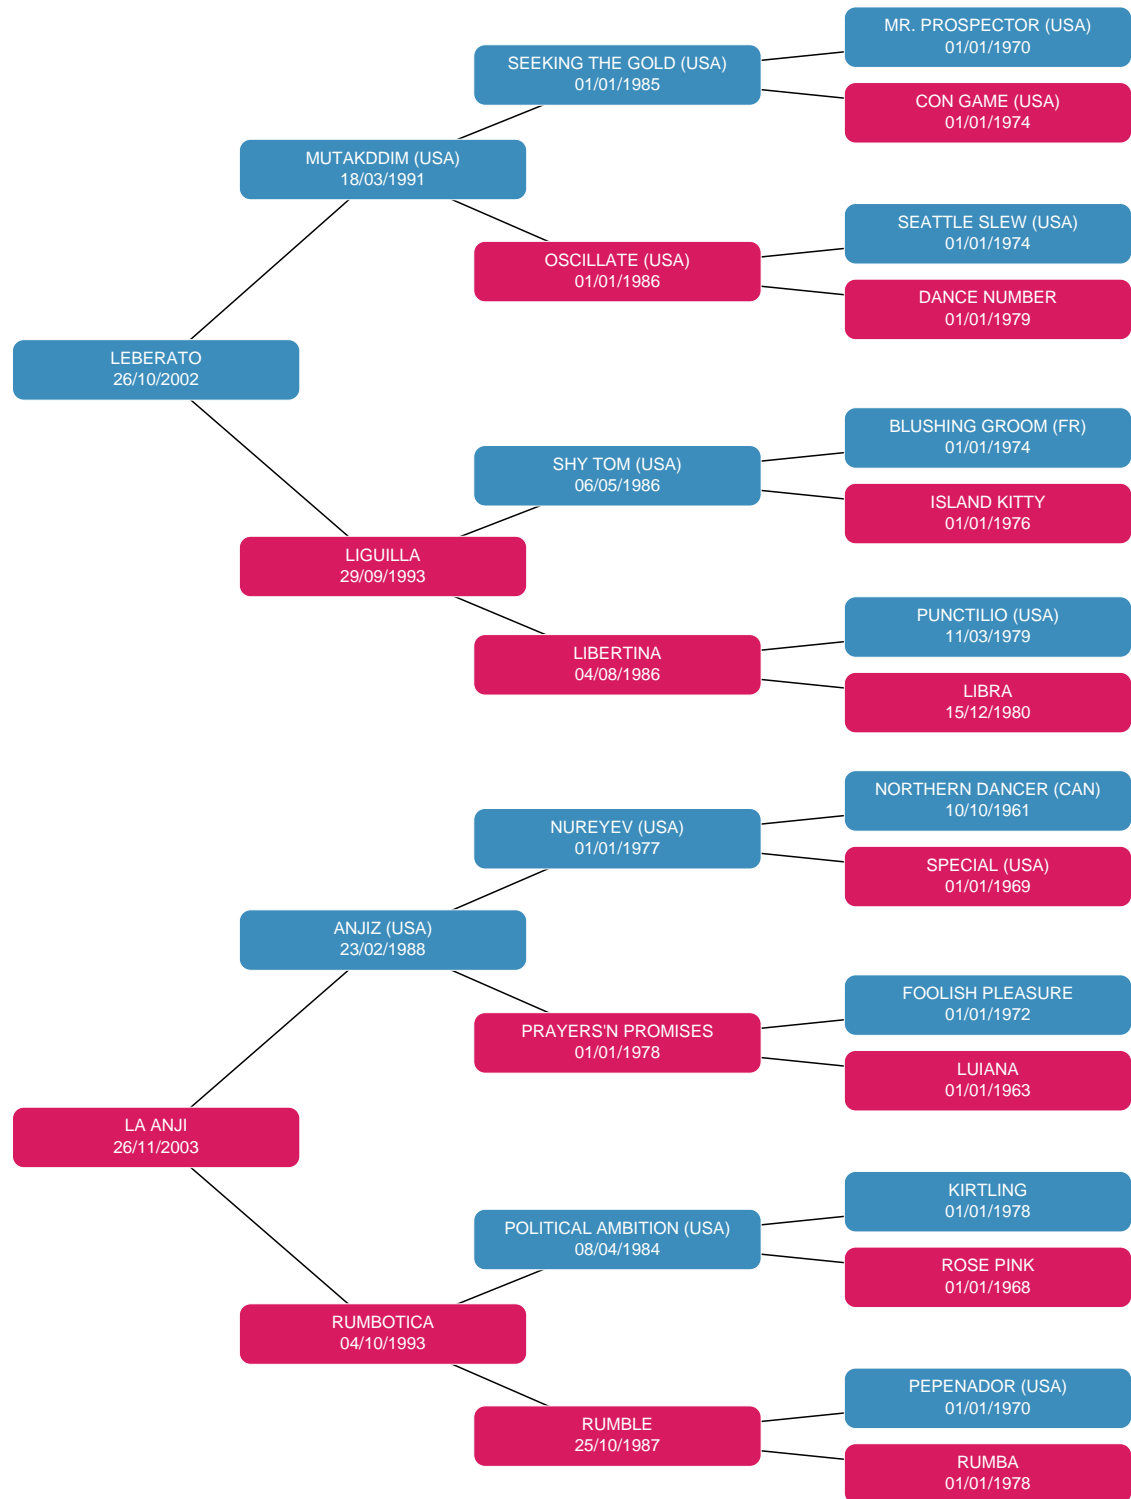 MR. PROSPECTOR (USA)
01/01/1970
SEEKING THE GOLD (USA)
01/01/1985
CON GAME (USA)
01/01/1974
MUTAKDDIM (USA)
18/03/1991
SEATTLE SLEW (USA)
01/01/1974
OSCILLATE (USA)
01/01/1986
DANCE NUMBER
01/01/1979
LEBERATO
26/10/2002
BLUSHING GROOM (FR)
01/01/1974
SHY TOM (USA)
06/05/1986
ISLAND KITTY
01/01/1976
LIGUILLA
29/09/1993
PUNCTILIO (USA)
11/03/1979
LIBERTINA
04/08/1986
LIBRA
15/12/1980
NORTHERN DANCER (CAN)
10/10/1961
NUREYEV (USA)
01/01/1977
SPECIAL (USA)
01/01/1969
ANJIZ (USA)
23/02/1988
FOOLISH PLEASURE
01/01/1972
PRAYERS'N PROMISES
01/01/1978
LUIANA
01/01/1963
LA ANJI
26/11/2003
KIRTLING
01/01/1978
POLITICAL AMBITION (USA)
08/04/1984
ROSE PINK
01/01/1968
RUMBOTICA
04/10/1993
PEPENADOR (USA)
01/01/1970
RUMBLE
25/10/1987
RUMBA
01/01/1978